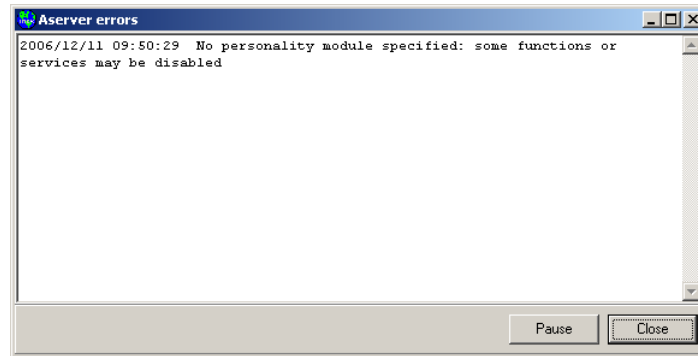 Aserver errors
2006/12/11 09:50:29  No personality module specified: some functions or
services may be disabled
Pause
Close